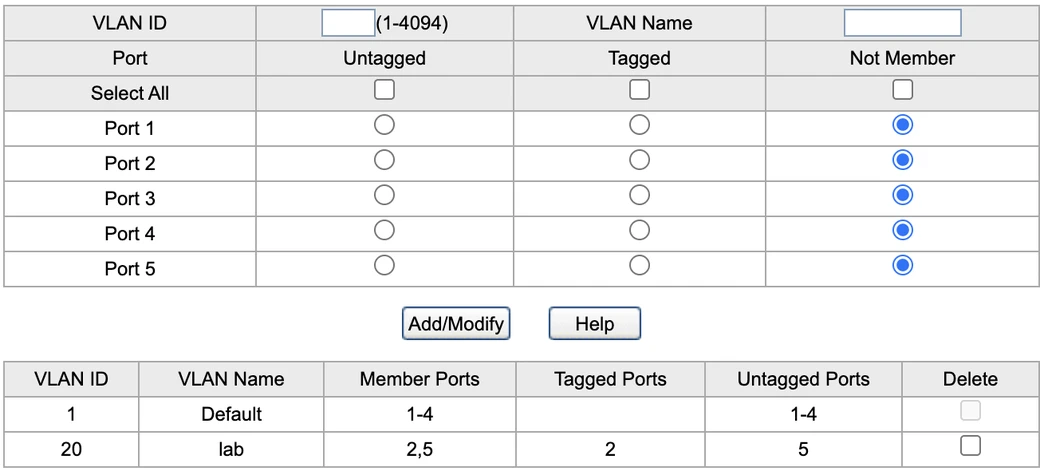 VLAN ID (1-4094) VLAN Name
Port Untagged Tagged Not Member
Select All
Port 1
Port 2
Port 3
Port 4
Port 5
Add/Modify Help
VLAN ID VLAN Name Member Ports Tagged Ports Untagged Ports Delete
1 Default 1-4 1-4
20 lab 2,5 2 5